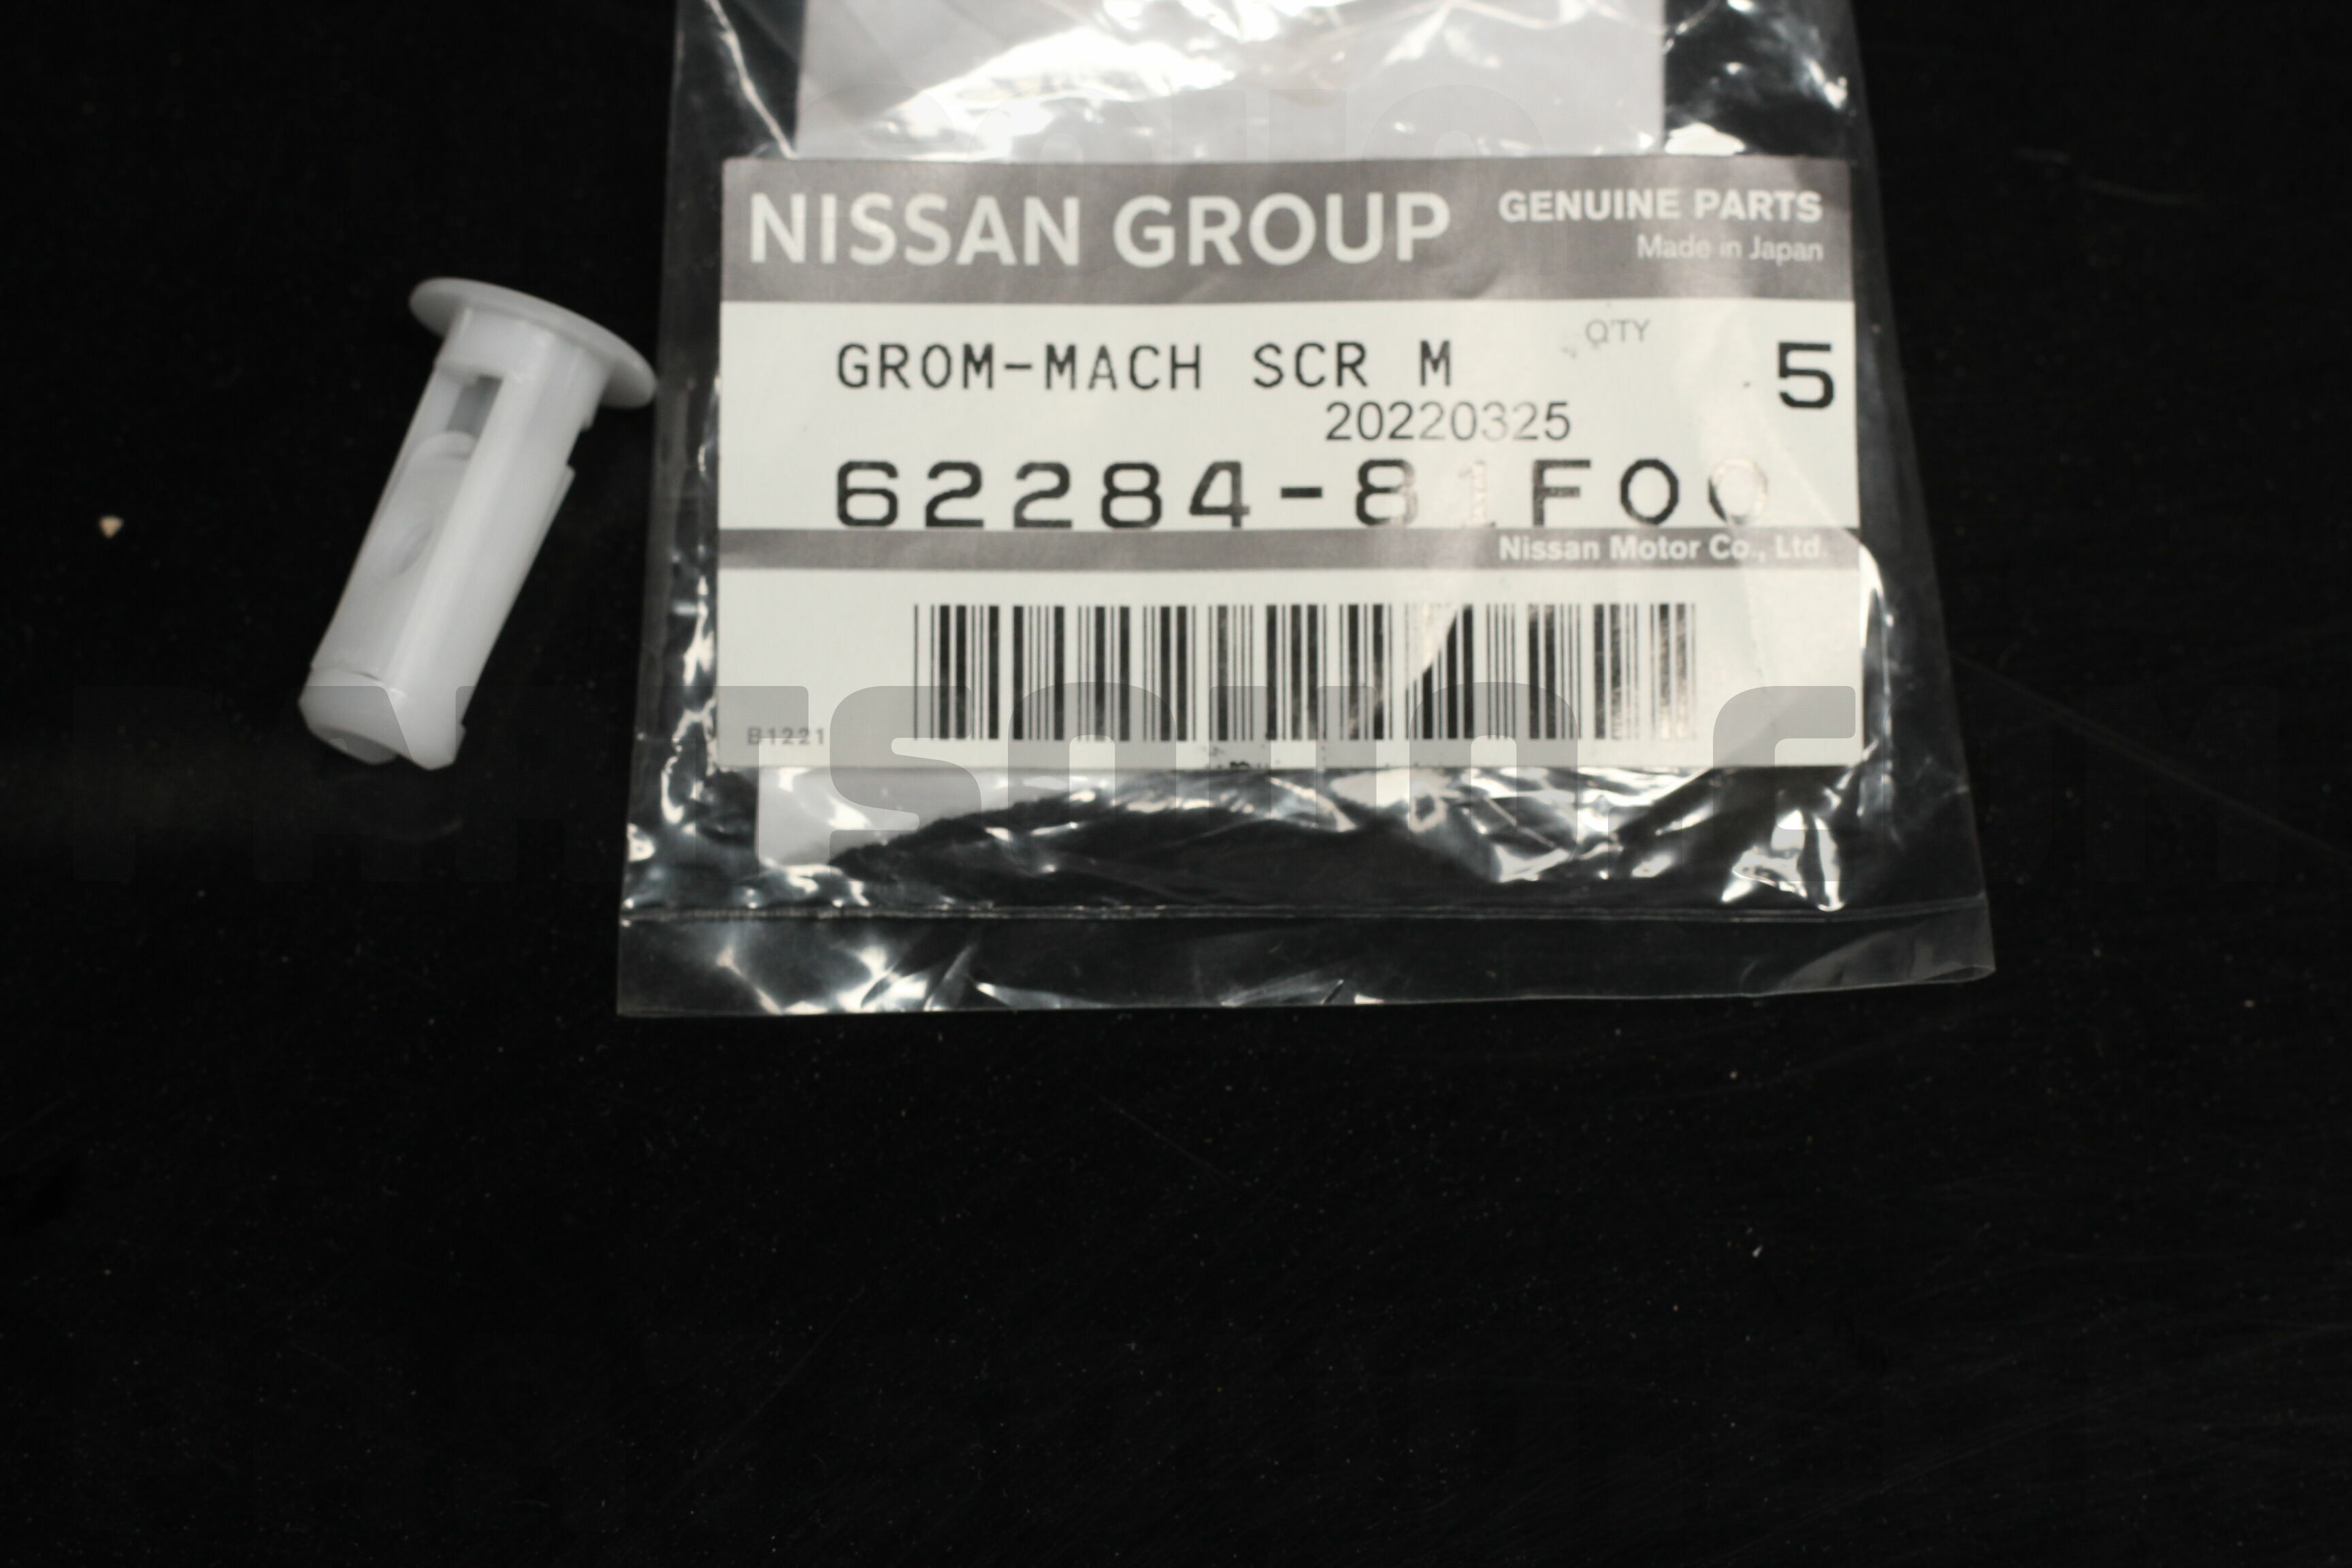 NISSAN GROUP
GENUINE PARTS
Made in Japan
GROM-MACH SCR M
Q'TY
5
20220325
62284-81F00
Nissan Motor Co., Ltd.
B1221